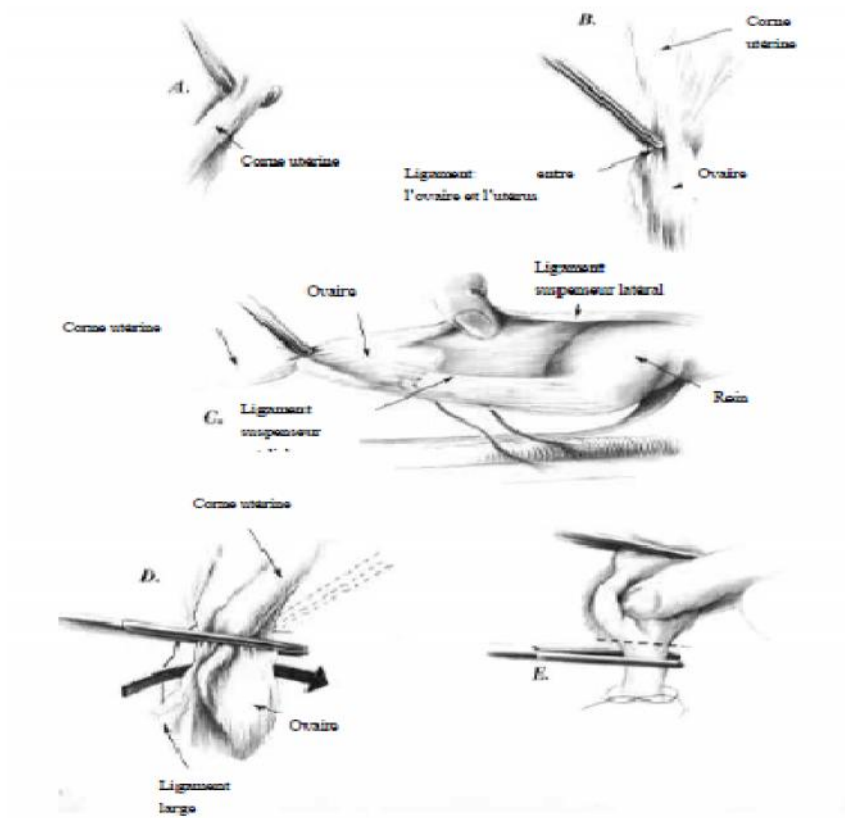 A.
Corne utérine
B.
Corne
utérine
Ligament entre
l'ovaire et l'utérus
Ovaire
Ligament
suspenseur latéral
Ovaire
Corne utérine
Rein
C.
Ligament
suspenseur
Corne utérine
D.
Ovaire
Ligament
large
E.